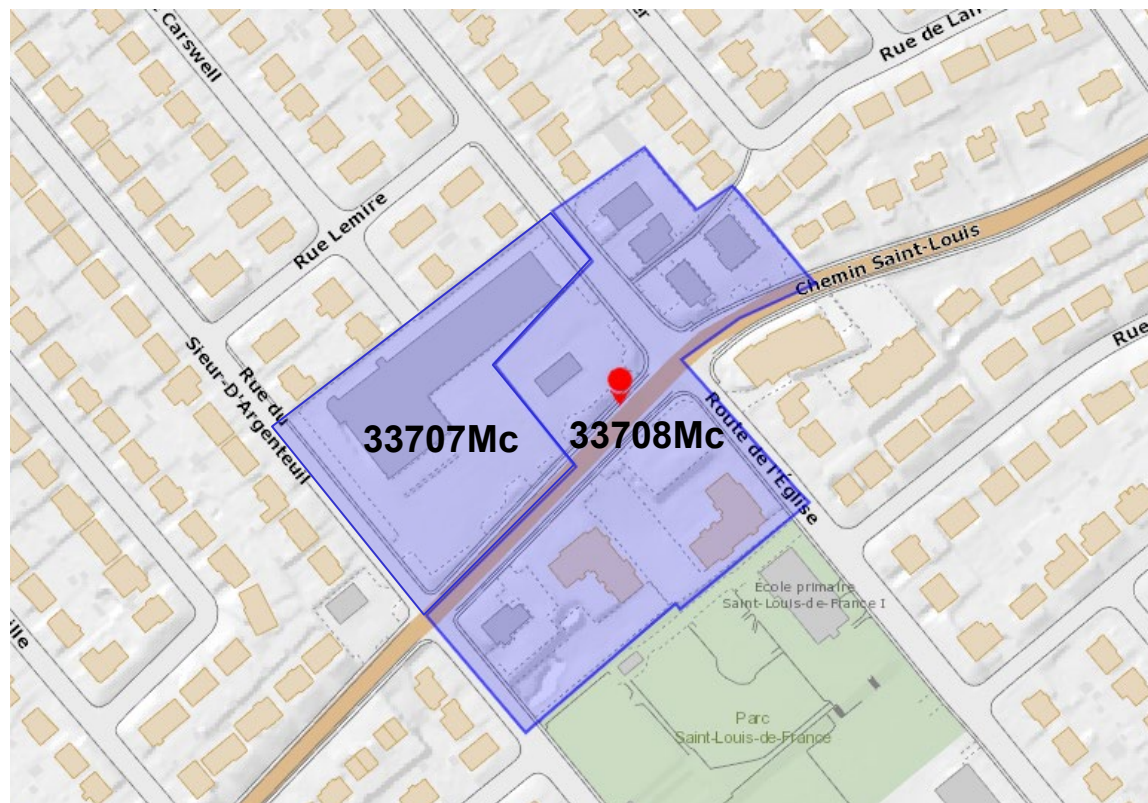 Carswell
Rue de Lan
Rue Lemire
Chemin Saint-Louis
Rue
Rue du
Sieur-D'Argenteuil
33707Mc
33708Mc
Route de l'Église
École primaire
Saint-Louis-de-France I
Parc
Saint-Louis-de-France
ille